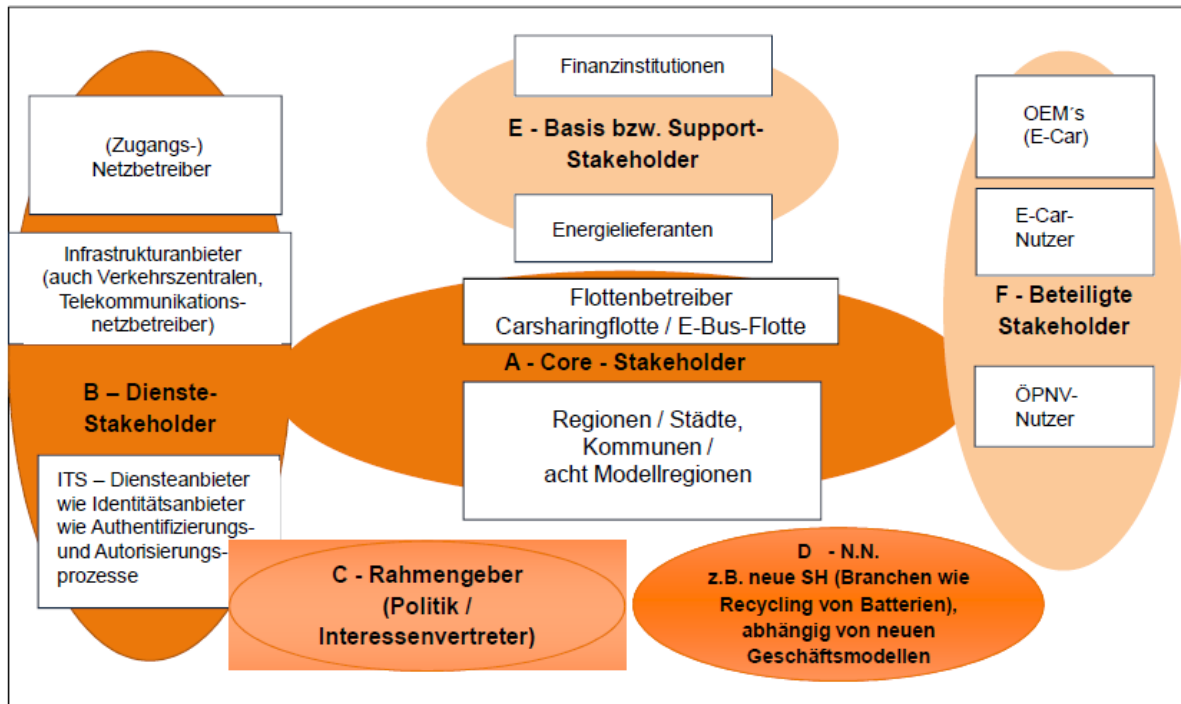 (Zugangs-)
Netzbetreiber
Infrastrukturanbieter
(auch Verkehrszentralen,
Telekommunikations-
netzbetreiber)
B – Dienste-
Stakeholder
ITS – Diensteanbieter
wie Identitätsanbieter
wie Authentifizierungs-
und Autorisierungs-
prozesse
Finanzinstitutionen
E - Basis bzw. Support-
Stakeholder
Energielieferanten
Flottenbetreiber
Carsharingflotte / E-Bus-Flotte
A - Core - Stakeholder
Regionen / Städte,
Kommunen /
acht Modellregionen
C - Rahmengeber
(Politik /
Interessenvertreter)
D - N.N.
z.B. neue SH (Branchen wie
Recycling von Batterien),
abhängig von neuen
Geschäftsmodellen
OEM´s
(E-Car)
E-Car-
Nutzer
F - Beteiligte
Stakeholder
ÖPNV-
Nutzer